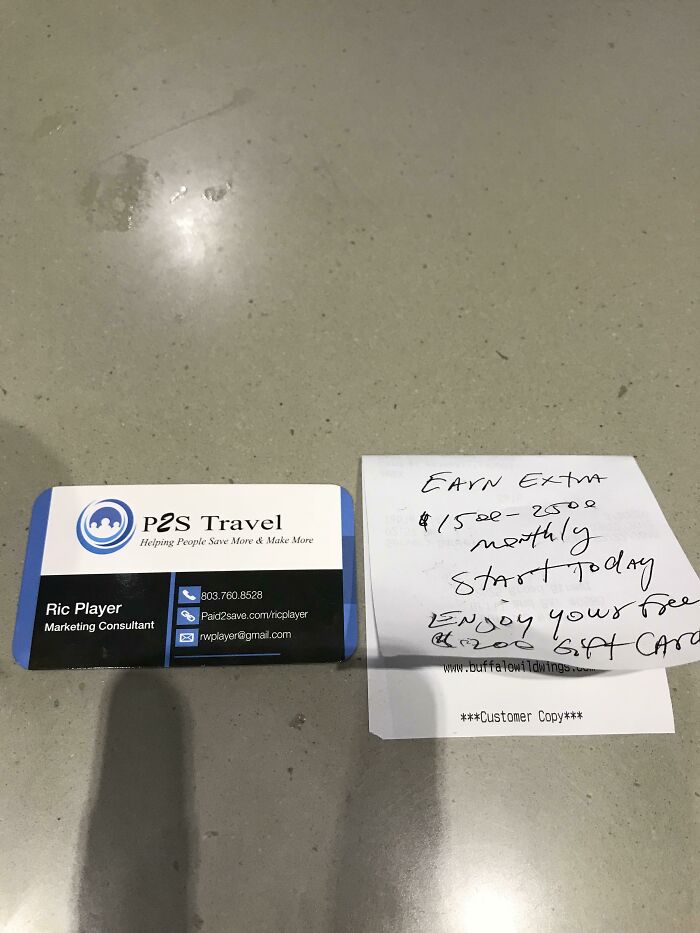 P2S Travel
Helping People Save More & Make More
Ric Player
Marketing Consultant
803.760.8528
Paid2save.com/ricplayer
rwplayer@gmail.com
EARN EXTRA
$1500-2500
monthly
Start Today
Enjoy your Free
$200 Gift CARD
www.buffalowildwings.com
***Customer Copy***